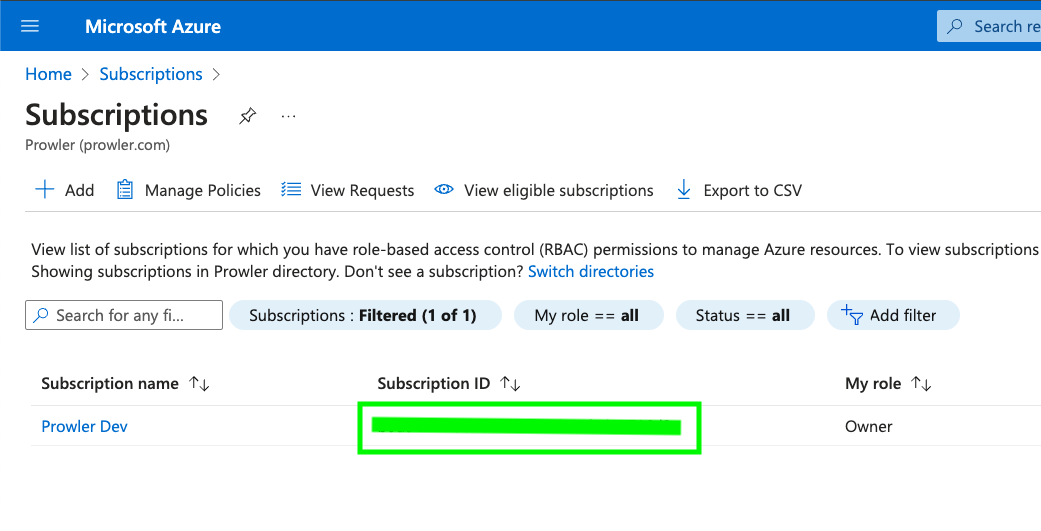 Microsoft Azure
Search re
Home > Subscriptions >
Subscriptions ...
Prowler (prowler.com)
Add Manage Policies View Requests View eligible subscriptions Export to CSV
View list of subscriptions for which you have role-based access control (RBAC) permissions to manage Azure resources. To view subscriptions
Showing subscriptions in Prowler directory. Don't see a subscription? Switch directories
Search for any fi... Subscriptions : Filtered (1 of 1) My role == all Status == all Add filter
Subscription name ↑↓ Subscription ID ↑↓ My role ↑↓
Prowler Dev Owner